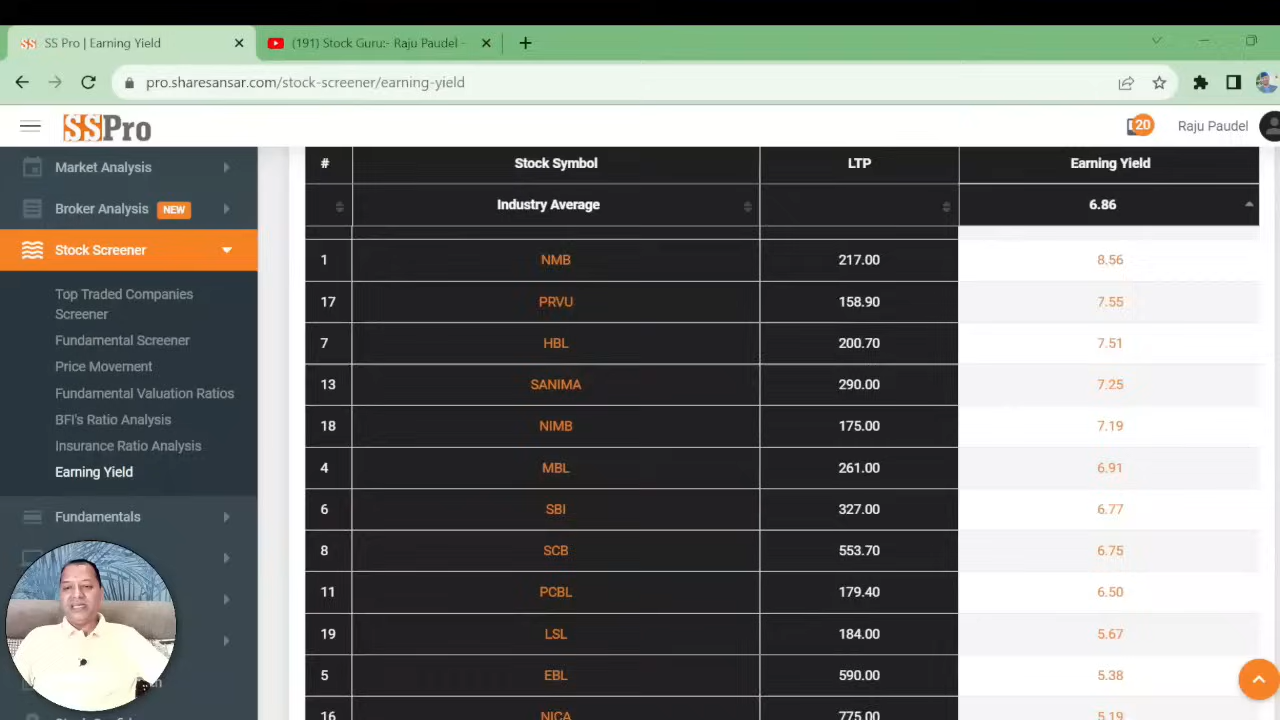 SS SS Pro | Earning Yield
(191) Stock Guru:- Raju Paudel -
pro.sharesansar.com/stock-screener/earning-yield
SSPro
20
Raju Paudel
Market Analysis
Broker Analysis NEW
Stock Screener
Top Traded Companies
Screener
Fundamental Screener
Price Movement
Fundamental Valuation Ratios
BFI's Ratio Analysis
Insurance Ratio Analysis
Earning Yield
Fundamentals
# Stock Symbol LTP Earning Yield
Industry Average 6.86
1 NMB 217.00 8.56
17 PRVU 158.90 7.55
7 HBL 200.70 7.51
13 SANIMA 290.00 7.25
18 NIMB 175.00 7.19
4 MBL 261.00 6.91
6 SBI 327.00 6.77
8 SCB 553.70 6.75
11 PCBL 179.40 6.50
19 LSL 184.00 5.67
5 EBL 590.00 5.38
16 NICA 775.00 5.19